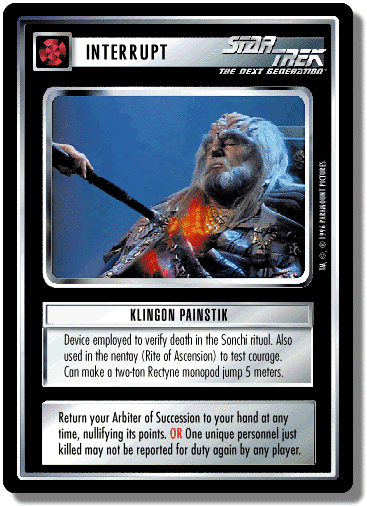 INTERRUPT
STAR TREK
THE NEXT GENERATION™
TM, ©, © 1996 PARAMOUNT PICTURES
KLINGON PAINSTIK
Device employed to verify death in the Sonchi ritual. Also
used in the nentay (Rite of Ascension) to test courage.
Can make a two-ton Rectyne monopod jump 5 meters.
Return your Arbiter of Succession to your hand at any
time, nullifying its points. OR One unique personnel just
killed may not be reported for duty again by any player.